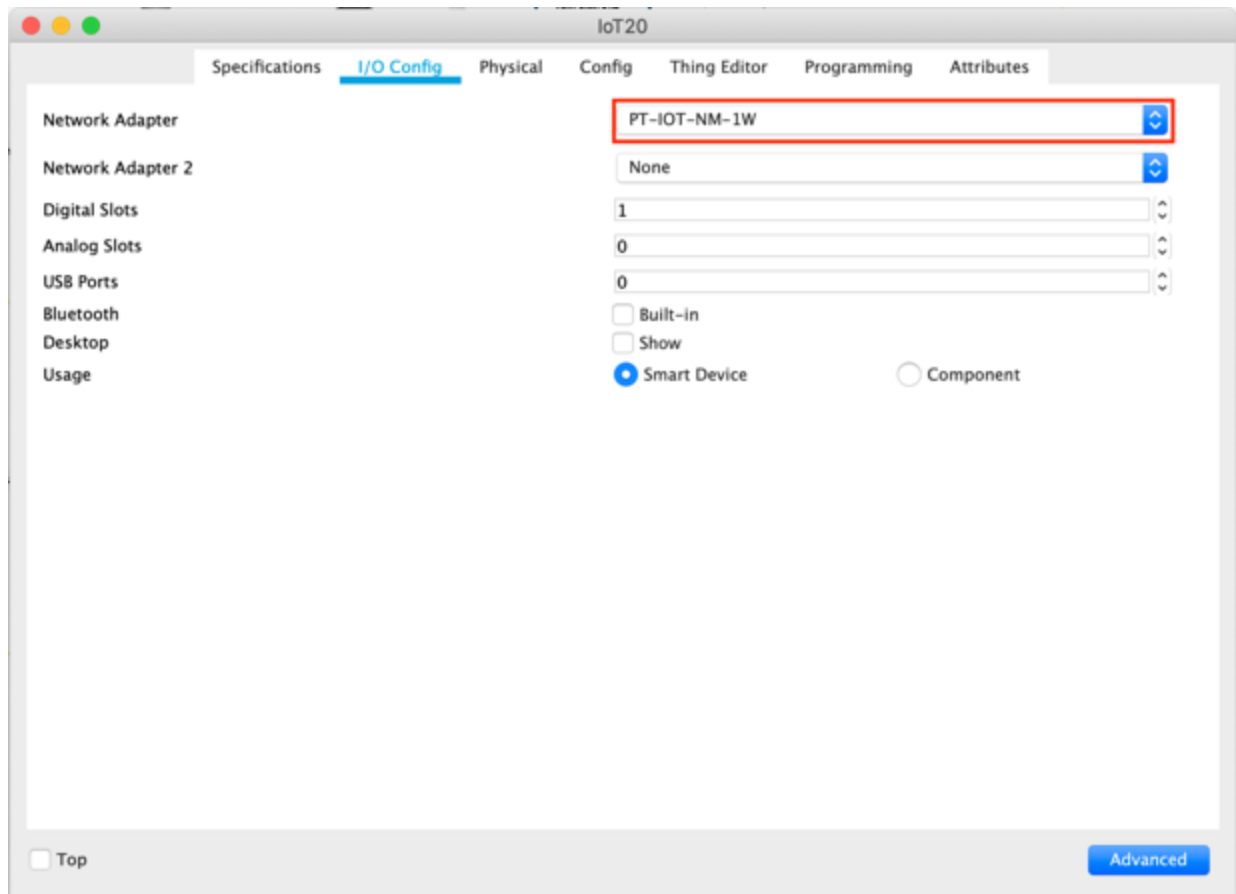 IoT20
Specifications I/O Config Physical Config Thing Editor Programming Attributes
Network Adapter PT-IOT-NM-1W
Network Adapter 2 None
Digital Slots 1
Analog Slots 0
USB Ports 0
Bluetooth Built-in
Desktop Show
Usage Smart Device Component
Top Advanced